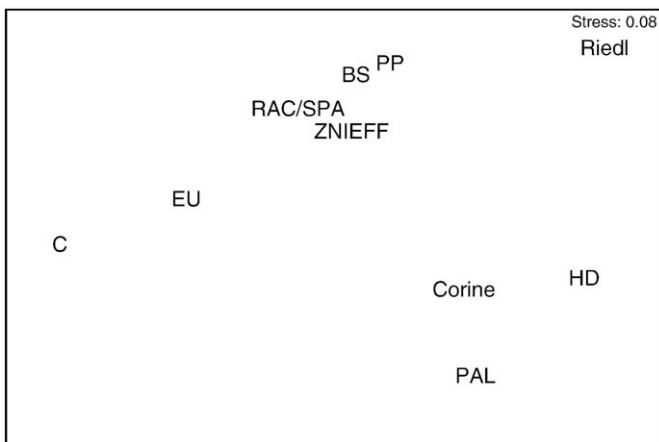 Stress: 0.08
Riedl
PP
BS
RAC/SPA
ZNIEFF
EU
C
HD
Corine
PAL